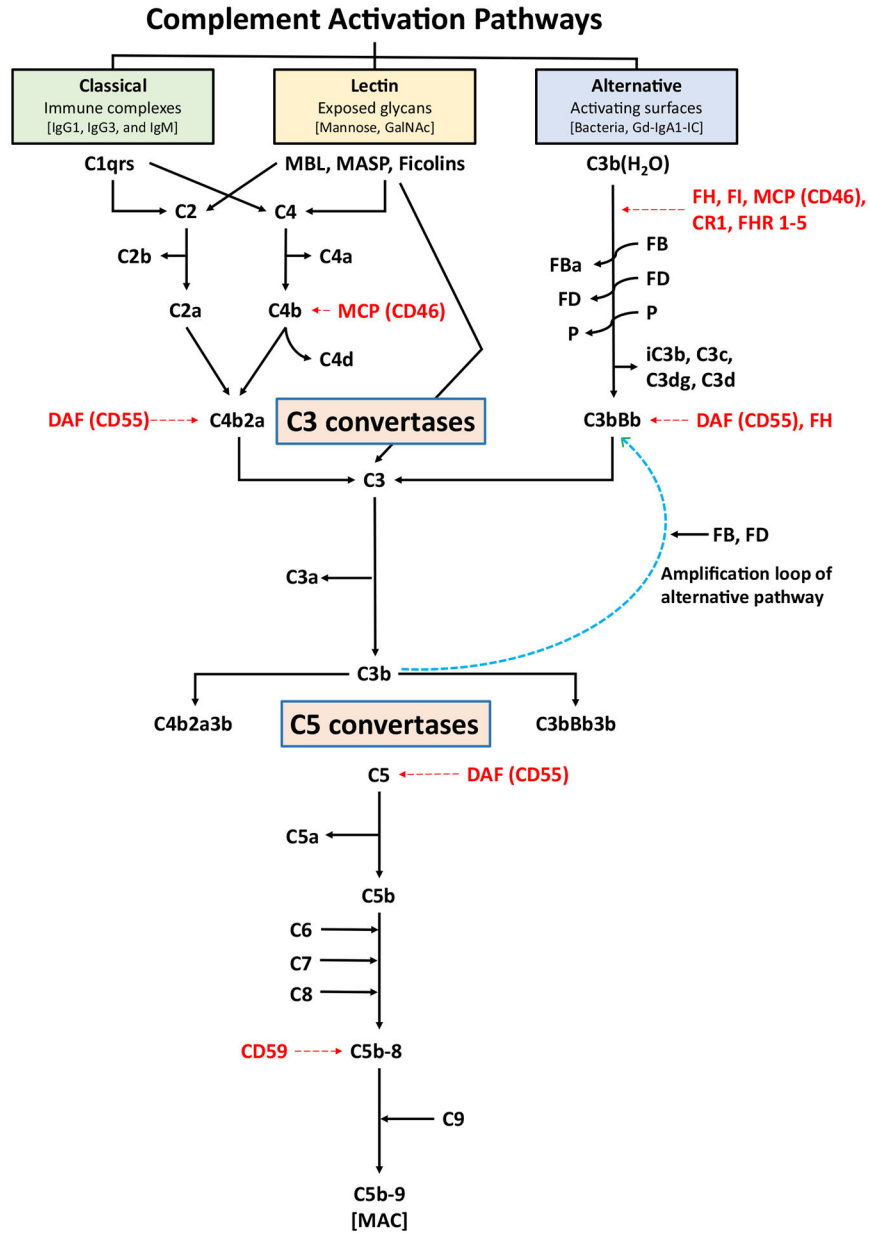 Complement Activation Pathways
Classical
Immune complexes
[IgG1, IgG3, and IgM]
Lectin
Exposed glycans
[Mannose, GalNAc]
Alternative
Activating surfaces
[Bacteria, Gd-IgA1-IC]
C1qrs
MBL, MASP, Ficolins
C3b(H₂O)
FH, FI, MCP (CD46),
CR1, FHR 1-5
C2
C4
C2b
C4a
FB
FBa
FD
FD
P
P
C2a
C4b
MCP (CD46)
C4d
iC3b, C3c,
C3dg, C3d
DAF (CD55)
C4b2a
C3 convertases
C3bBb
DAF (CD55), FH
C3
FB, FD
Amplification loop of
alternative pathway
C3a
C3b
C4b2a3b
C5 convertases
C3bBb3b
C5
DAF (CD55)
C5a
C5b
C6
C7
C8
CD59
C5b-8
C9
C5b-9
[MAC]